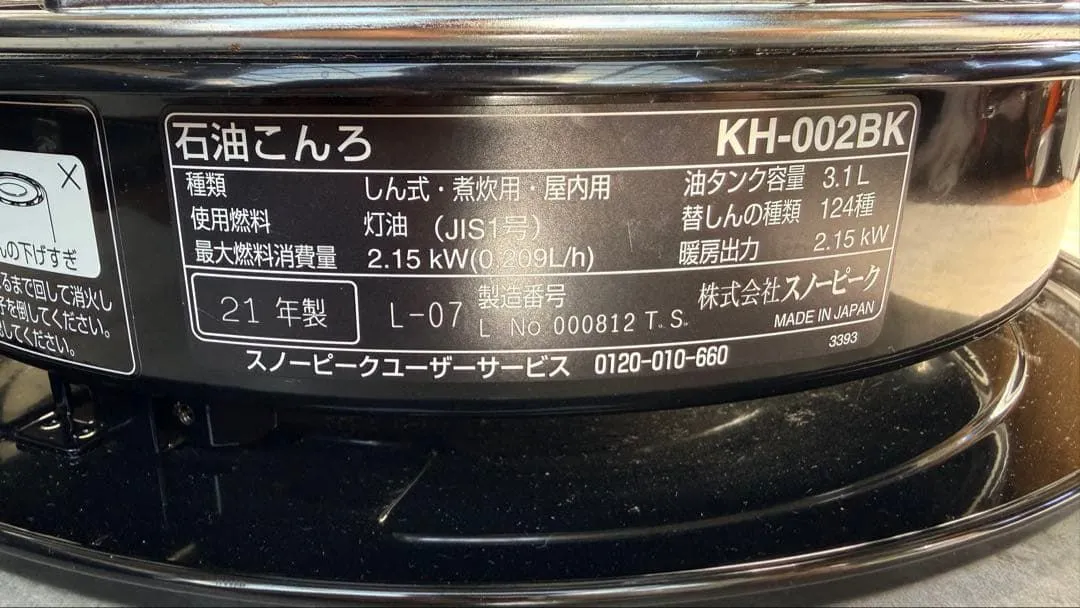 石油こんろ KH-002BK
種類 しん式・煮炊用・屋内用 油タンク容量 3.1L
使用燃料 灯油 (JIS1号) 替しんの種類 124種
最大燃料消費量 2.15 kW(0.209L/h) 暖房出力 2.15 kW
21 年製 L-07 製造番号 株式会社スノーピーク
L No 000812 T.S. MADE IN JAPAN
3393
スノーピークユーザーサービス 0120-010-660
×
の下げすぎ
るまで回して消火し
を倒してください。
してください。